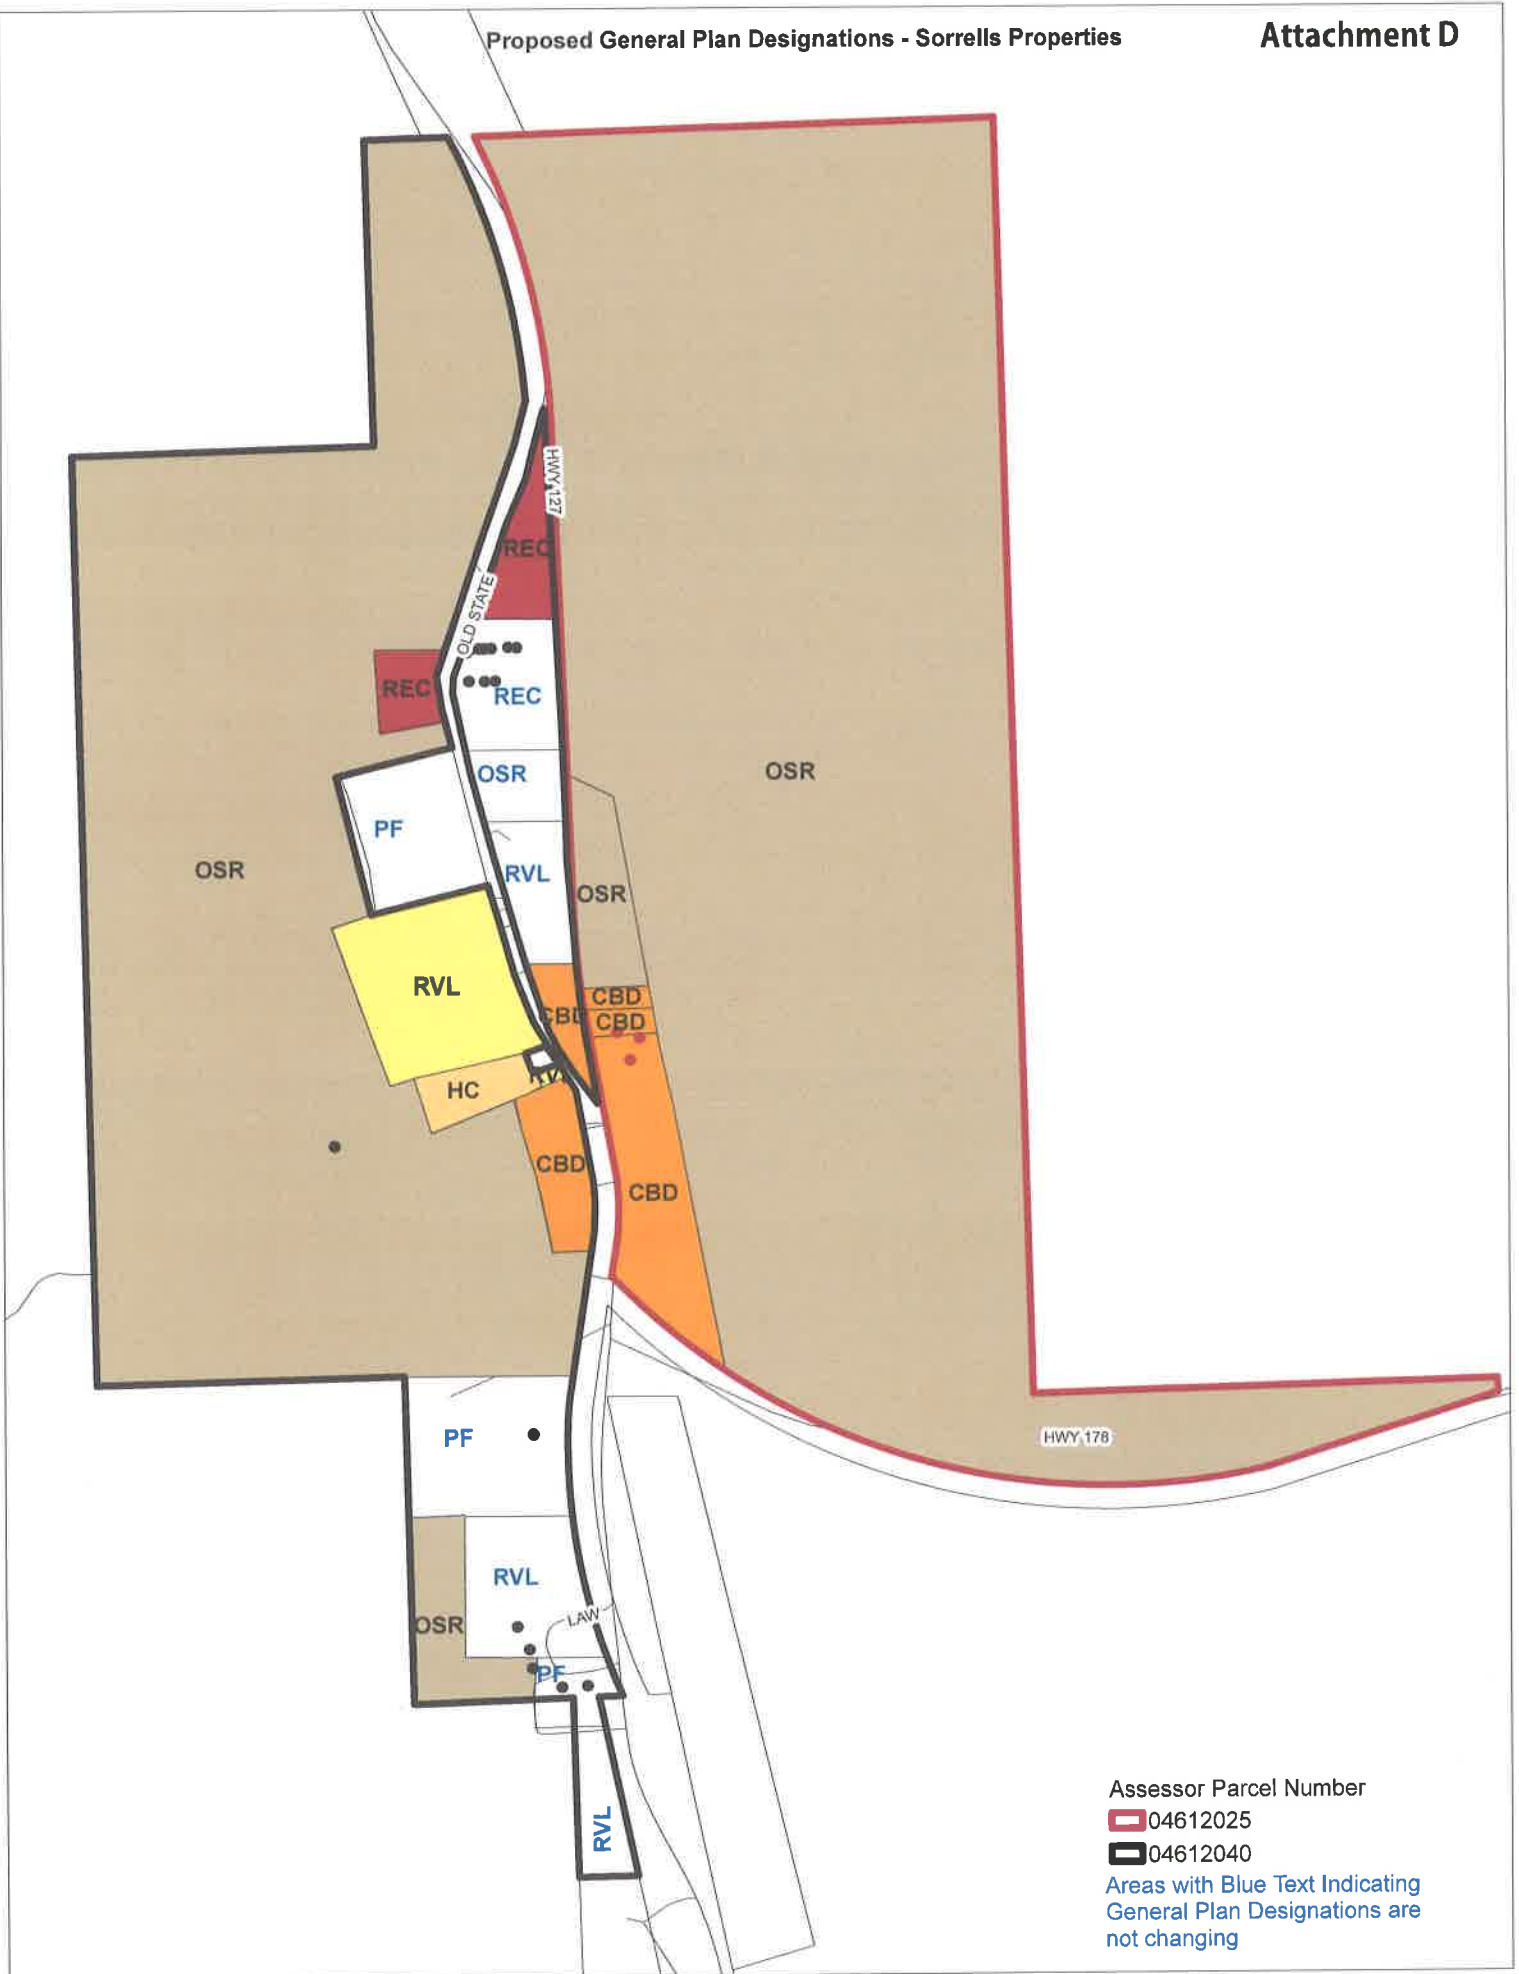 Proposed General Plan Designations - Sorrells Properties
Attachment D
HWY 127
REC
OLD STATE
REC
REC
OSR
OSR
PF
OSR
RVL
OSR
RVL
CBD
CBD
CBD
RVL
HC
CBD
CBD
PF
HWY 178
RVL
OSR
LAW
PF
RVL
Assessor Parcel Number
04612025
04612040
Areas with Blue Text Indicating
General Plan Designations are
not changing